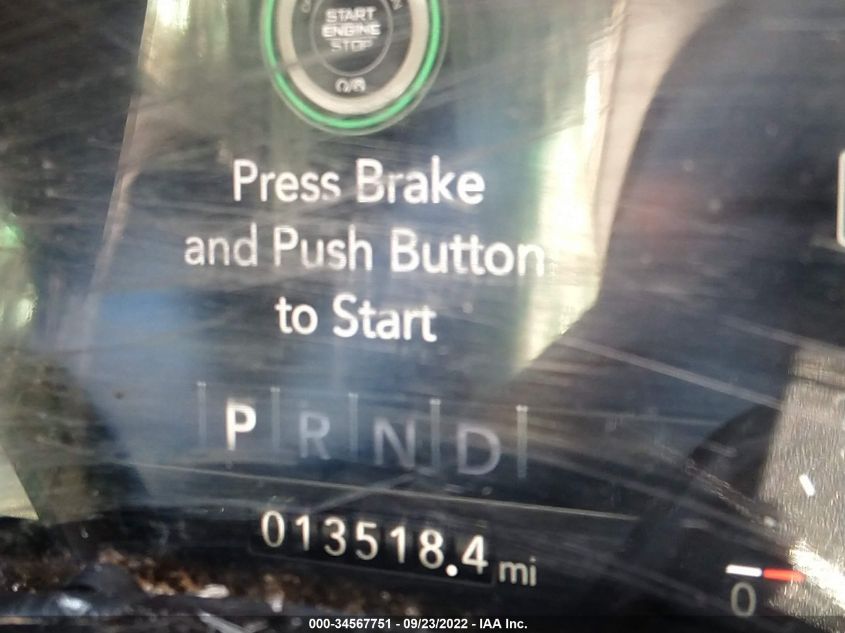 START
ENGINE
STOP
Press Brake
and Push Button
to Start
P R N D
013518.4 mi
0
000-34567751 - 09/23/2022 - IAA Inc.